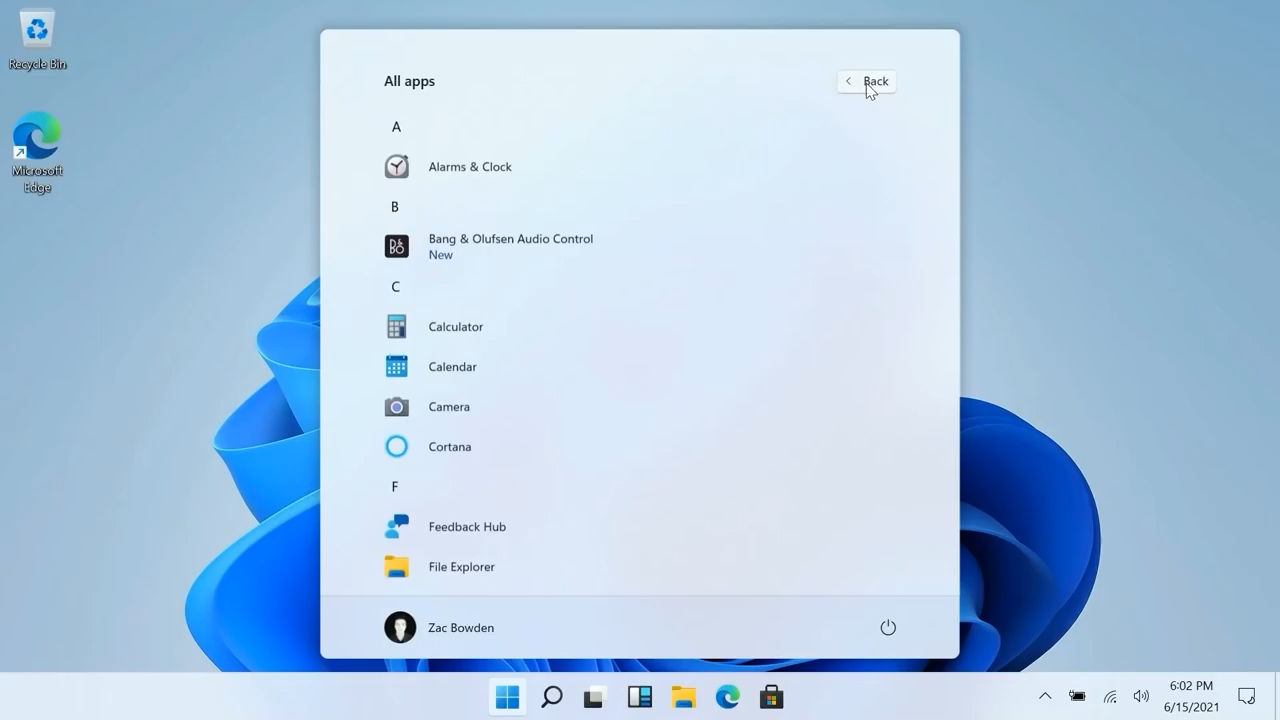 Recycle Bin
Microsoft
Edge
All apps
Back
A
Alarms & Clock
B
Bang & Olufsen Audio Control
New
C
Calculator
Calendar
Camera
Cortana
F
Feedback Hub
File Explorer
Zac Bowden
6:02 PM
6/15/2021